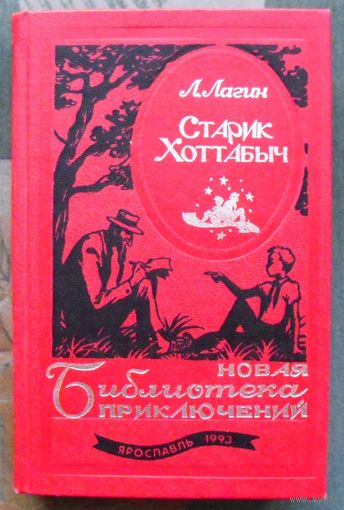 Л. Лагин
Старик
Хоттабыч
НОВАЯ
Библиотека
ПРИКЛЮЧЕНИЙ
ЯРОСЛАВЛЬ 1993